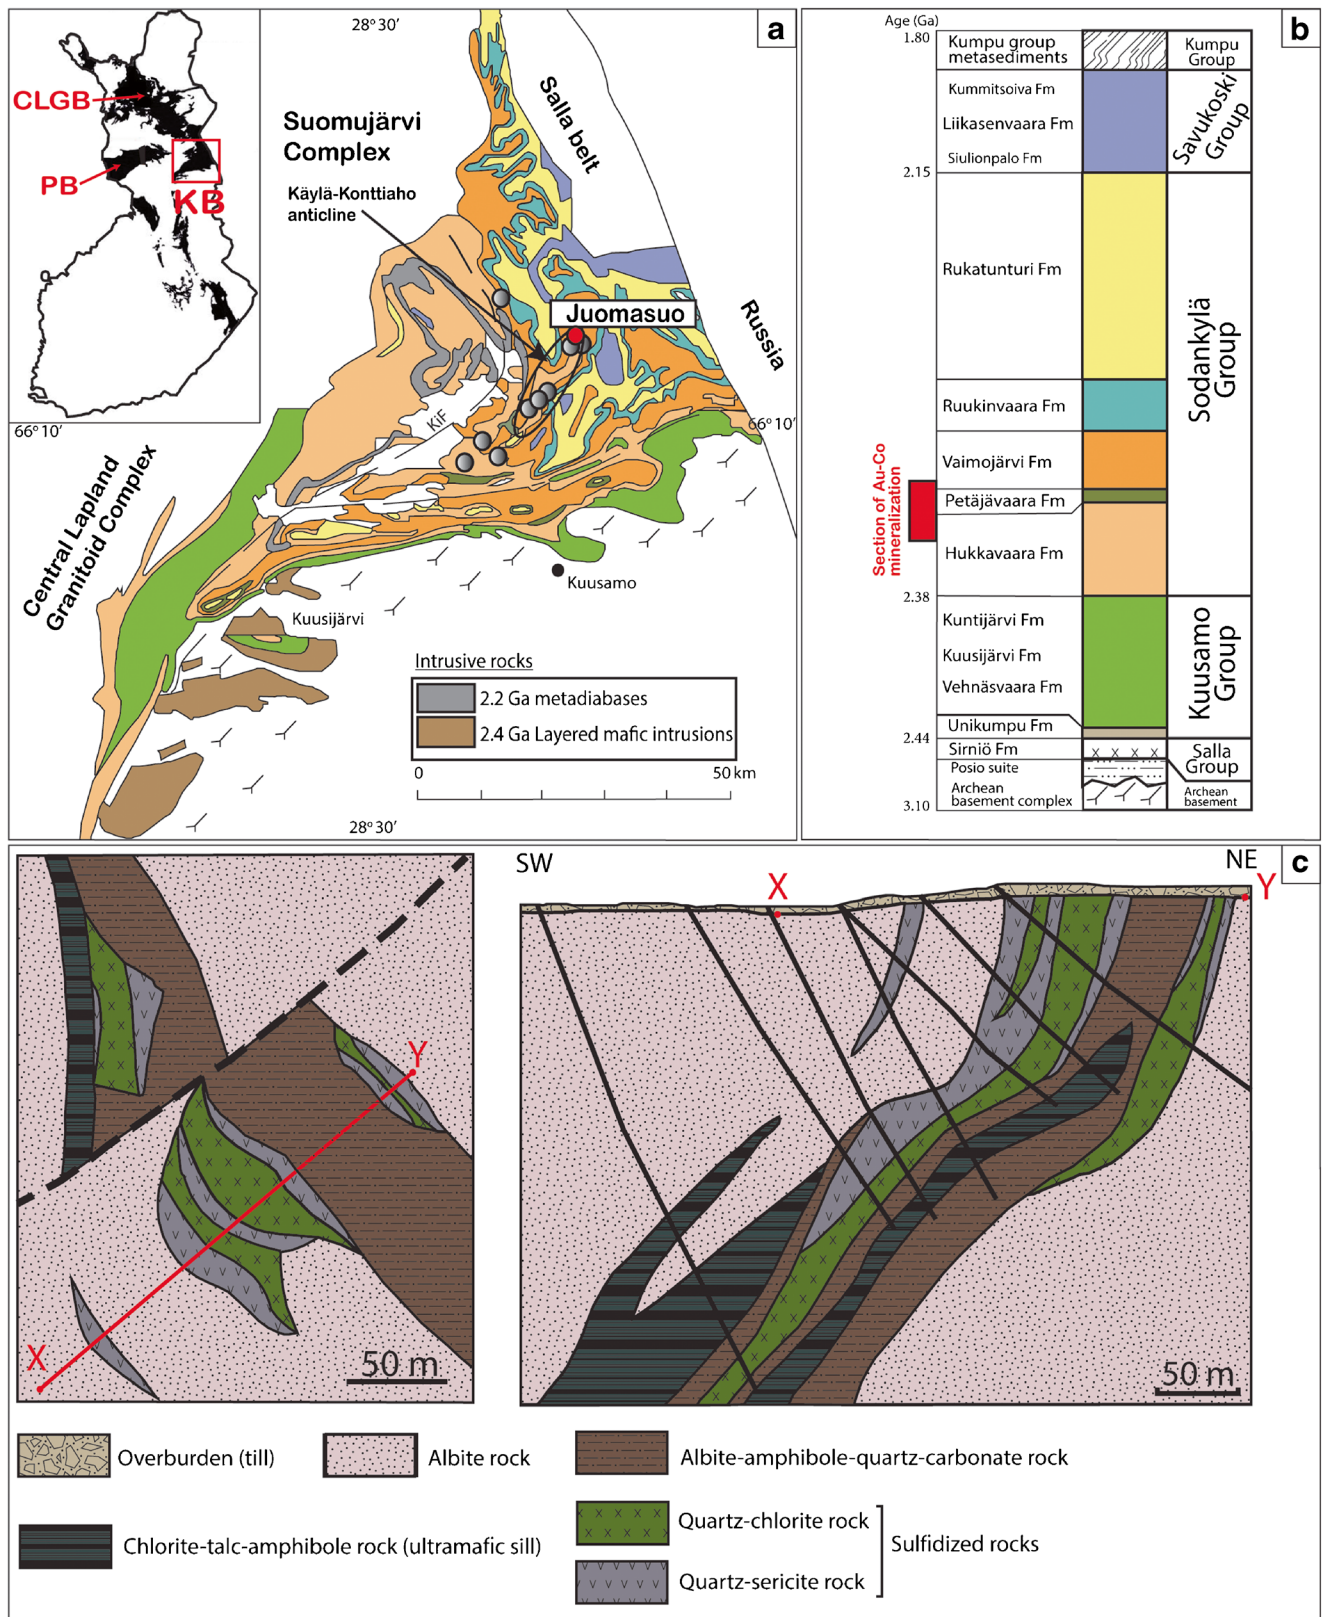 a
28° 30′
CLGB
PB
KB
Suomujärvi
Complex
Käylä-Konttiaho
anticline
Salla belt
Juomasuo
Russia
66° 10′
66° 10′
KiF
Central Lapland
Granitoid Complex
Kuusamo
Kuusijärvi
Intrusive rocks
2.2 Ga metadiabases
2.4 Ga Layered mafic intrusions
0
50 km
28° 30′
b
Age (Ga)
1.80
Kumpu group
metasediments
Kumpu
Group
Kummitsoiva Fm
Liikasenvaara Fm
Siulionpalo Fm
Savukoski
Group
2.15
Rukatunturi Fm
Ruukinvaara Fm
Vaimojärvi Fm
Petäjävaara Fm
Hukkavaara Fm
Sodankylä
Group
Section of Au-Co
mineralization
2.38
Kuntijärvi Fm
Kuusijärvi Fm
Vehnäsvaara Fm
Unikumpu Fm
Kuusamo
Group
2.44
Sirniö Fm
Posio suite
Salla
Group
Archean
basement complex
Archean
basement
3.10
c
SW
NE
X
Y
Y
X
50 m
50 m
Overburden (till)
Albite rock
Albite-amphibole-quartz-carbonate rock
Chlorite-talc-amphibole rock (ultramafic sill)
Quartz-chlorite rock
Quartz-sericite rock
Sulfidized rocks